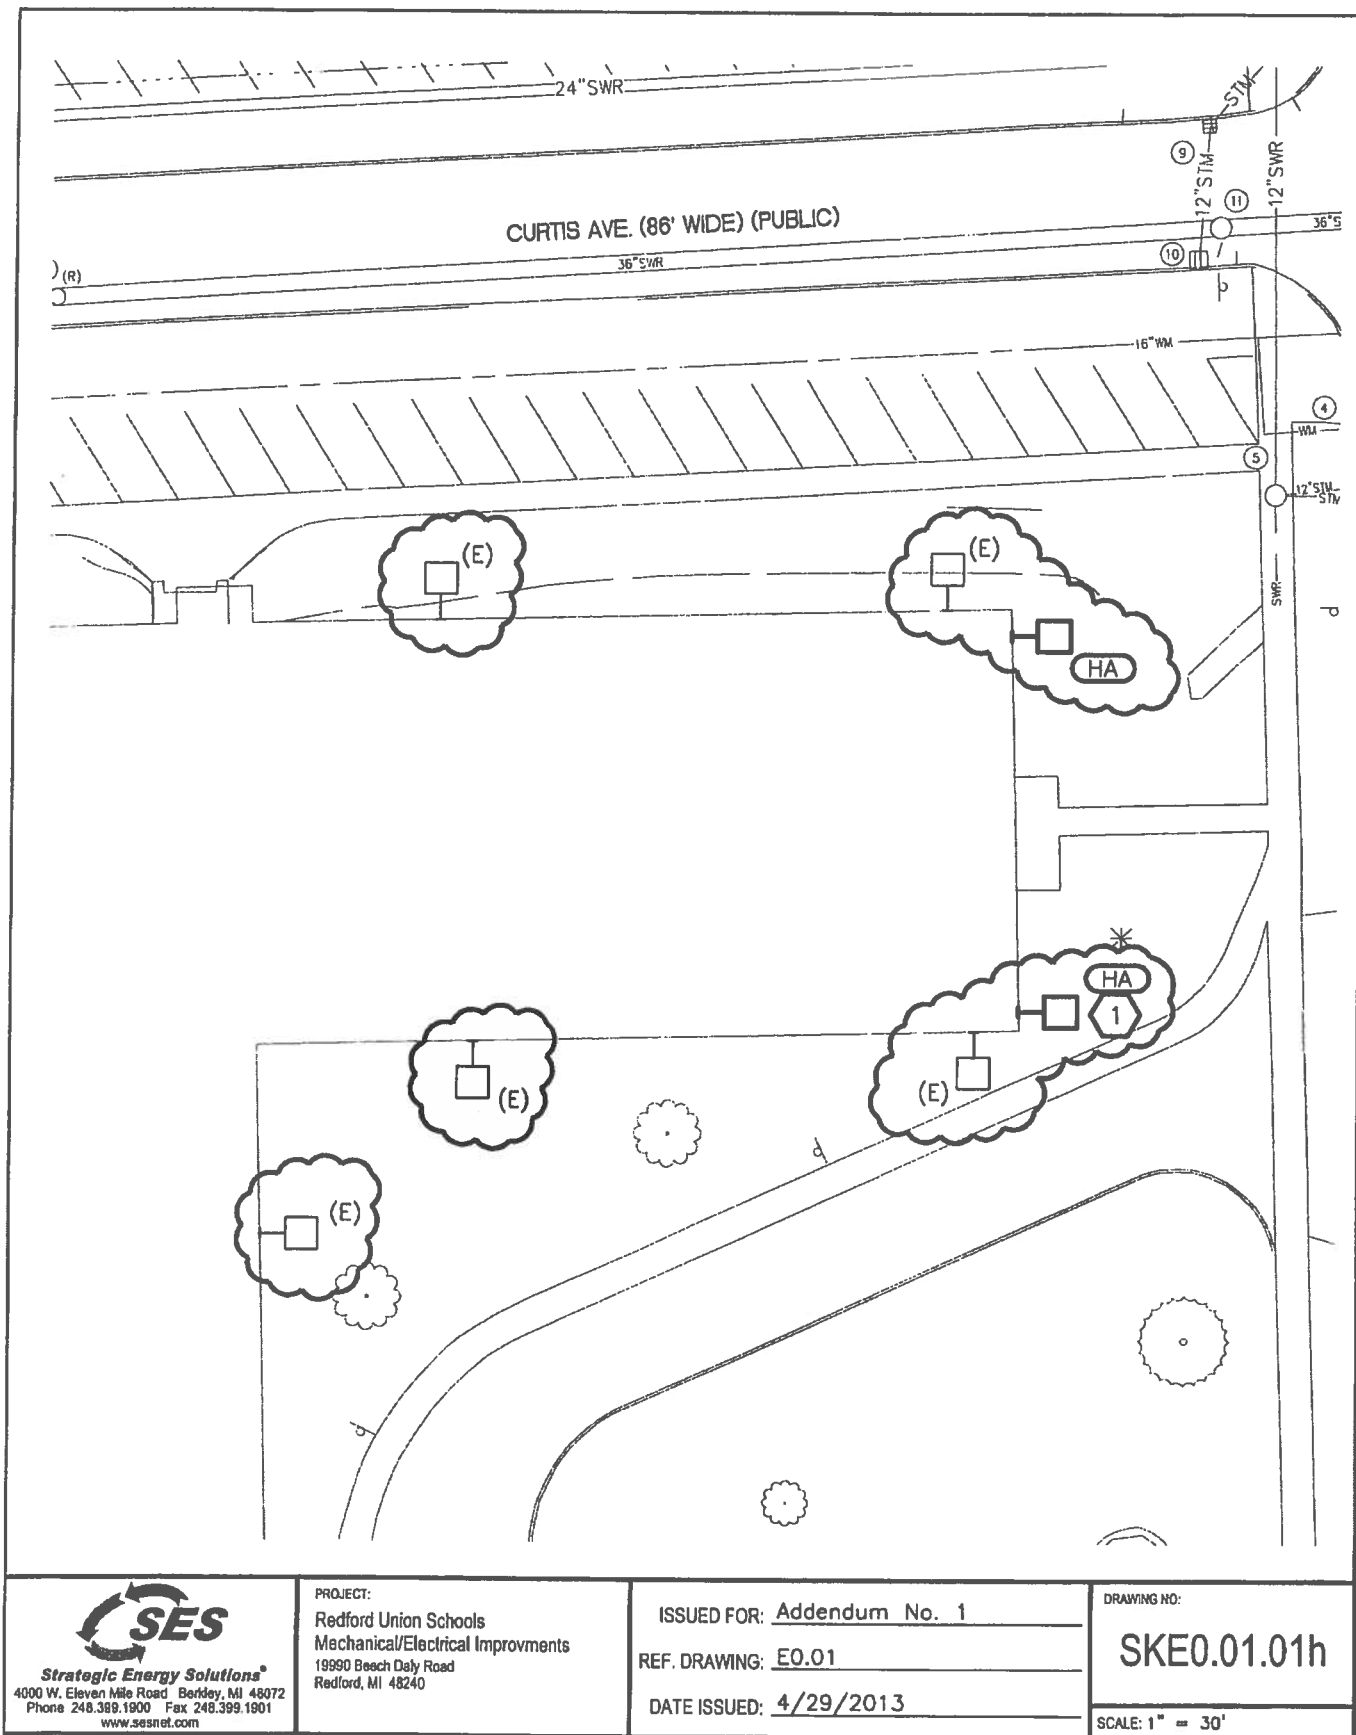 24"SWR
STM
9
12"STM
12"SWR
11
CURTIS AVE. (86' WIDE) (PUBLIC)
36"S
(R)
36"SWR
10
16"WM
4
WM
5
12"STM
STM
(E)
(E)
SWR
HA
HA
1
(E)
(E)
(E)
SES
Strategic Energy Solutions®
4000 W. Eleven Mile Road Berkley, MI 48072
Phone 248.399.1900 Fax 248.399.1901
www.sesnet.com
PROJECT:
Redford Union Schools
Mechanical/Electrical Improvments
19990 Beech Daly Road
Redford, MI 48240
ISSUED FOR: Addendum No. 1
REF. DRAWING: E0.01
DATE ISSUED: 4/29/2013
DRAWING NO:
SKE0.01.01h
SCALE: 1" = 30'